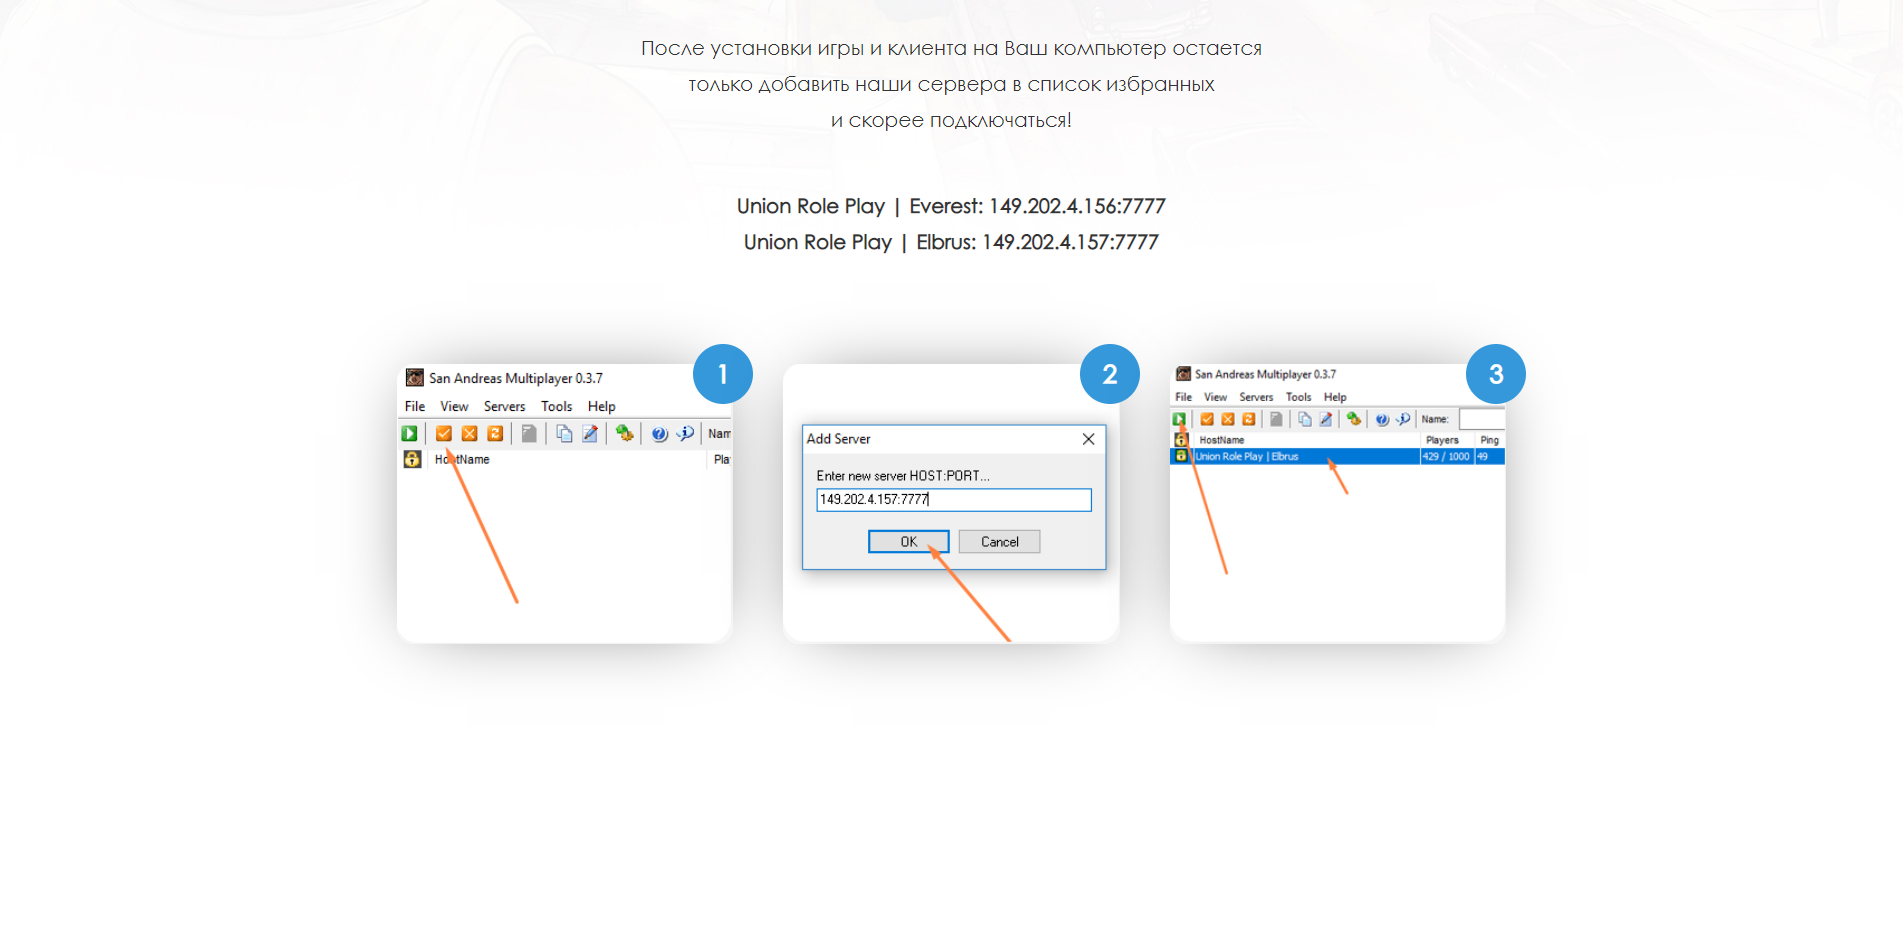 После установки игры и клиента на Ваш компьютер остается
только добавить наши сервера в список избранных
и скорее подключаться!
Union Role Play | Everest: 149.202.4.156:7777
Union Role Play | Elbrus: 149.202.4.157:7777
1
San Andreas Multiplayer 0.3.7
File View Servers Tools Help
Nam
HostName Pla
2
Add Server
Enter new server HOST:PORT...
149.202.4.157:7777
OK Cancel
3
San Andreas Multiplayer 0.3.7
File View Servers Tools Help
Name:
HostName Players Ping
Union Role Play | Elbrus 429 / 1000 49